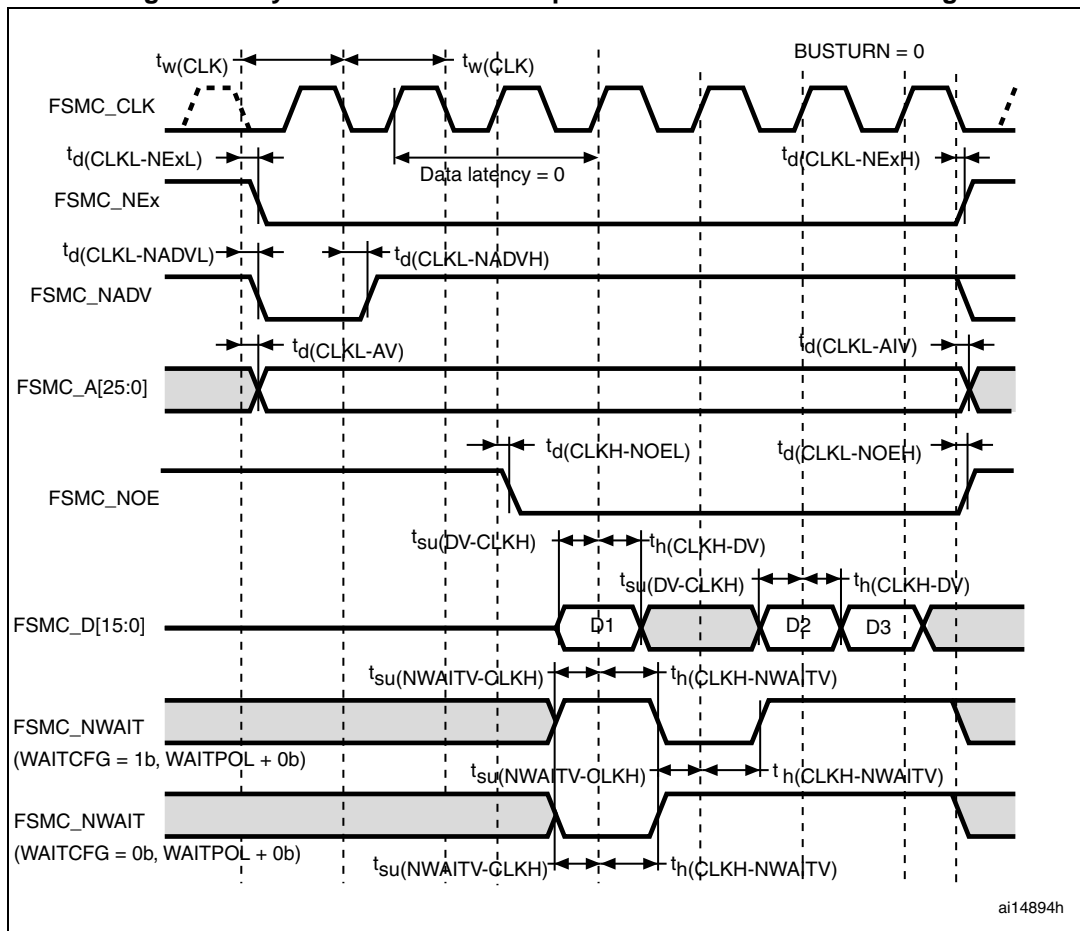 BUSTURN = 0
tw(CLK) tw(CLK)
FSMC_CLK
td(CLKL-NExL) Data latency = 0 td(CLKL-NExH)
FSMC_NEx
td(CLKL-NADVL) td(CLKL-NADVH)
FSMC_NADV
td(CLKL-AV) td(CLKL-AIV)
FSMC_A[25:0]
td(CLKH-NOEL) td(CLKL-NOEH)
FSMC_NOE
tsu(DV-CLKH) th(CLKH-DV)
tsu(DV-CLKH) th(CLKH-DV)
FSMC_D[15:0] D1 D2 D3
tsu(NWAITV-CLKH) th(CLKH-NWAITV)
FSMC_NWAIT
(WAITCFG = 1b, WAITPOL + 0b)
tsu(NWAITV-CLKH) th(CLKH-NWAITV)
FSMC_NWAIT
(WAITCFG = 0b, WAITPOL + 0b)
tsu(NWAITV-CLKH) th(CLKH-NWAITV)
ai14894h